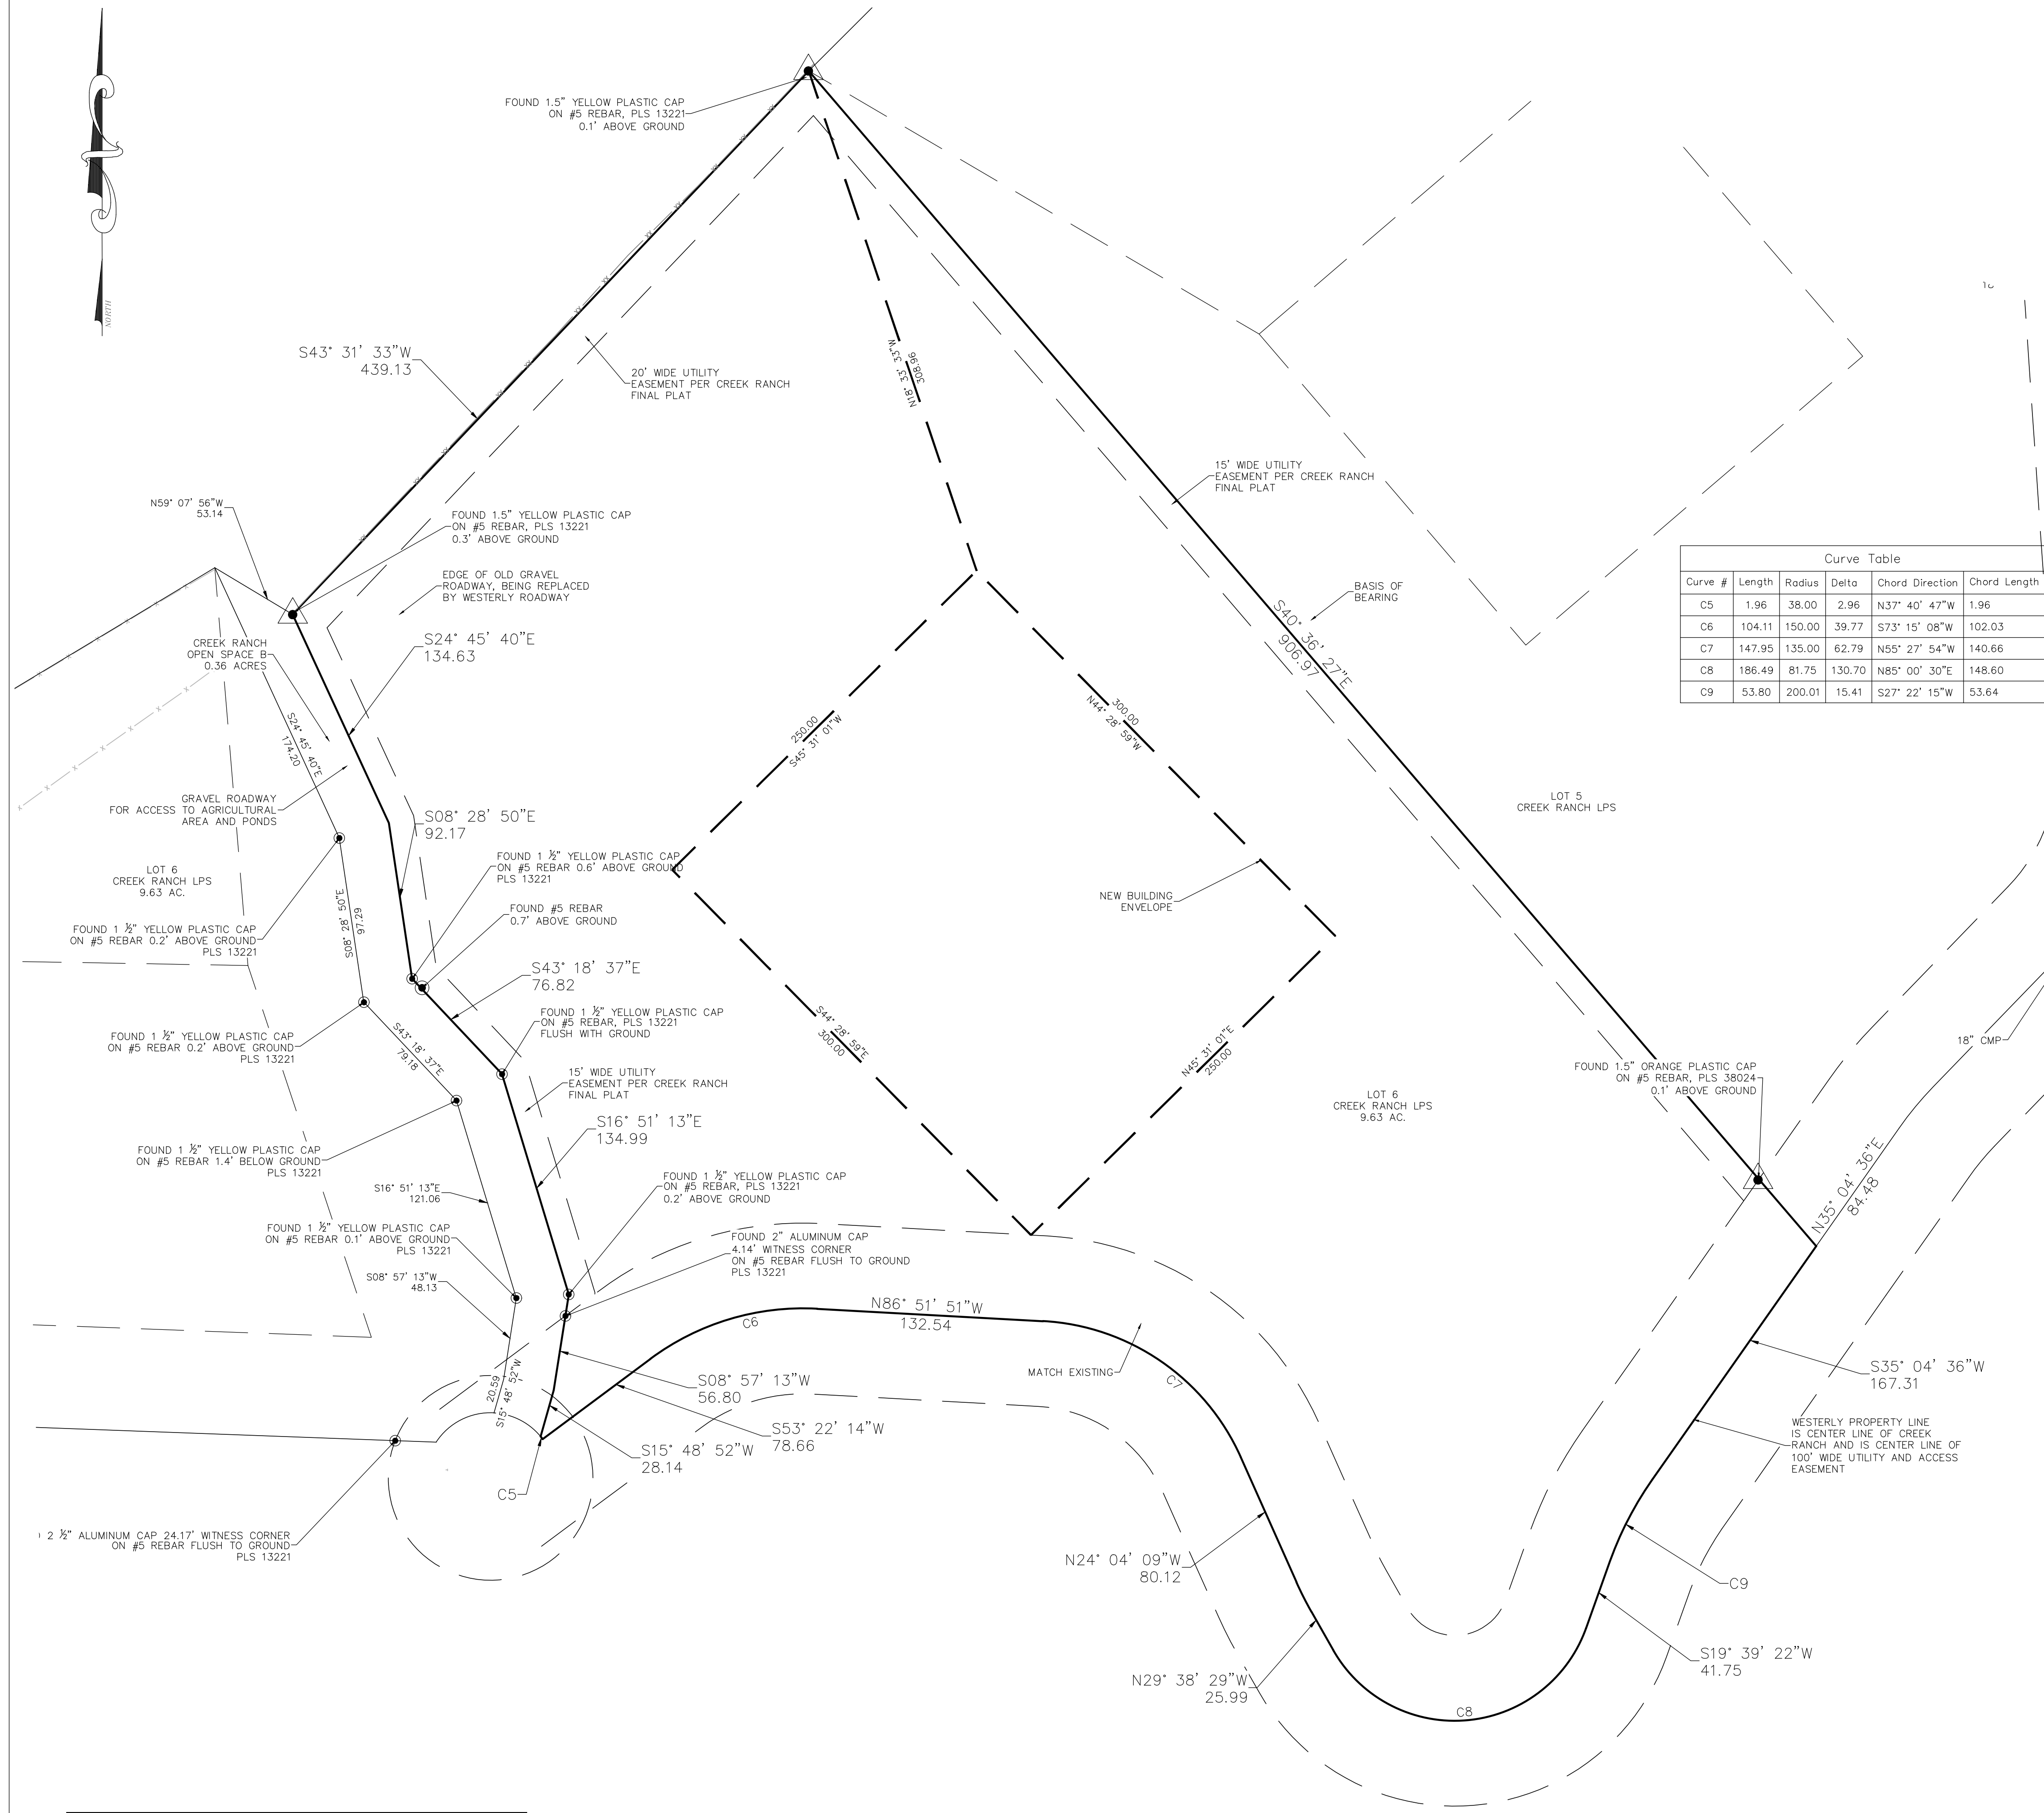 NORTH
FOUND 1.5" YELLOW PLASTIC CAP
ON #5 REBAR, PLS 13221
0.1' ABOVE GROUND
S43° 31' 33"W
439.13
20' WIDE UTILITY
EASEMENT PER CREEK RANCH
FINAL PLAT
N18° 33' 33"W
308.96
15' WIDE UTILITY
EASEMENT PER CREEK RANCH
FINAL PLAT
N59° 07' 56"W
53.14
FOUND 1.5" YELLOW PLASTIC CAP
ON #5 REBAR, PLS 13221
0.3' ABOVE GROUND
EDGE OF OLD GRAVEL
ROADWAY, BEING REPLACED
BY WESTERLY ROADWAY
BASIS OF
BEARING
S40° 36' 27"E
906.97
Curve Table
Curve # Length Radius Delta Chord Direction Chord Length
C5 1.96 38.00 2.96 N37° 40' 47"W 1.96
C6 104.11 150.00 39.77 S73° 15' 08"W 102.03
C7 147.95 135.00 62.79 N55° 27' 54"W 140.66
C8 186.49 81.75 130.70 N85° 00' 30"E 148.60
C9 53.80 200.01 15.41 S27° 22' 15"W 53.64
CREEK RANCH
OPEN SPACE B
0.36 ACRES
S24° 45' 40"E
134.63
S24° 45' 40"E
174.20
250.00
S45° 31' 01"W
300.00
N44° 28' 59"W
GRAVEL ROADWAY
FOR ACCESS TO AGRICULTURAL
AREA AND PONDS
S08° 28' 50"E
92.17
LOT 5
CREEK RANCH LPS
LOT 6
CREEK RANCH LPS
9.63 AC.
FOUND 1 ½" YELLOW PLASTIC CAP
ON #5 REBAR 0.6' ABOVE GROUND
PLS 13221
FOUND #5 REBAR
0.7' ABOVE GROUND
NEW BUILDING
ENVELOPE
S08° 28' 50"E
97.29
FOUND 1 ½" YELLOW PLASTIC CAP
ON #5 REBAR 0.2' ABOVE GROUND
PLS 13221
S43° 18' 37"E
76.82
FOUND 1 ½" YELLOW PLASTIC CAP
ON #5 REBAR, PLS 13221
FLUSH WITH GROUND
S44° 28' 59"E
300.00
N45° 31' 01"E
250.00
FOUND 1 ½" YELLOW PLASTIC CAP
ON #5 REBAR 0.2' ABOVE GROUND
PLS 13221
S43° 18' 37"E
79.18
15' WIDE UTILITY
EASEMENT PER CREEK RANCH
FINAL PLAT
18" CMP
FOUND 1.5" ORANGE PLASTIC CAP
ON #5 REBAR, PLS 38024
0.1' ABOVE GROUND
LOT 6
CREEK RANCH LPS
9.63 AC.
S16° 51' 13"E
134.99
FOUND 1 ½" YELLOW PLASTIC CAP
ON #5 REBAR 1.4' BELOW GROUND
PLS 13221
S16° 51' 13"E
121.06
FOUND 1 ½" YELLOW PLASTIC CAP
ON #5 REBAR, PLS 13221
0.2' ABOVE GROUND
N35° 04' 36"E
84.48
FOUND 1 ½" YELLOW PLASTIC CAP
ON #5 REBAR 0.1' ABOVE GROUND
PLS 13221
FOUND 2" ALUMINUM CAP
4.14' WITNESS CORNER
ON #5 REBAR FLUSH TO GROUND
PLS 13221
S08° 57' 13"W
48.13
N86° 51' 51"W
132.54
C6
MATCH EXISTING
C7
S08° 57' 13"W
56.80
20.59
S15° 48' 52"W
S53° 22' 14"W
78.66
S15° 48' 52"W
28.14
C5
S35° 04' 36"W
167.31
WESTERLY PROPERTY LINE
IS CENTER LINE OF CREEK
RANCH AND IS CENTER LINE OF
100' WIDE UTILITY AND ACCESS
EASEMENT
2 ½" ALUMINUM CAP 24.17' WITNESS CORNER
ON #5 REBAR FLUSH TO GROUND
PLS 13221
N24° 04' 09"W
80.12
C9
N29° 38' 29"W
25.99
S19° 39' 22"W
41.75
C8